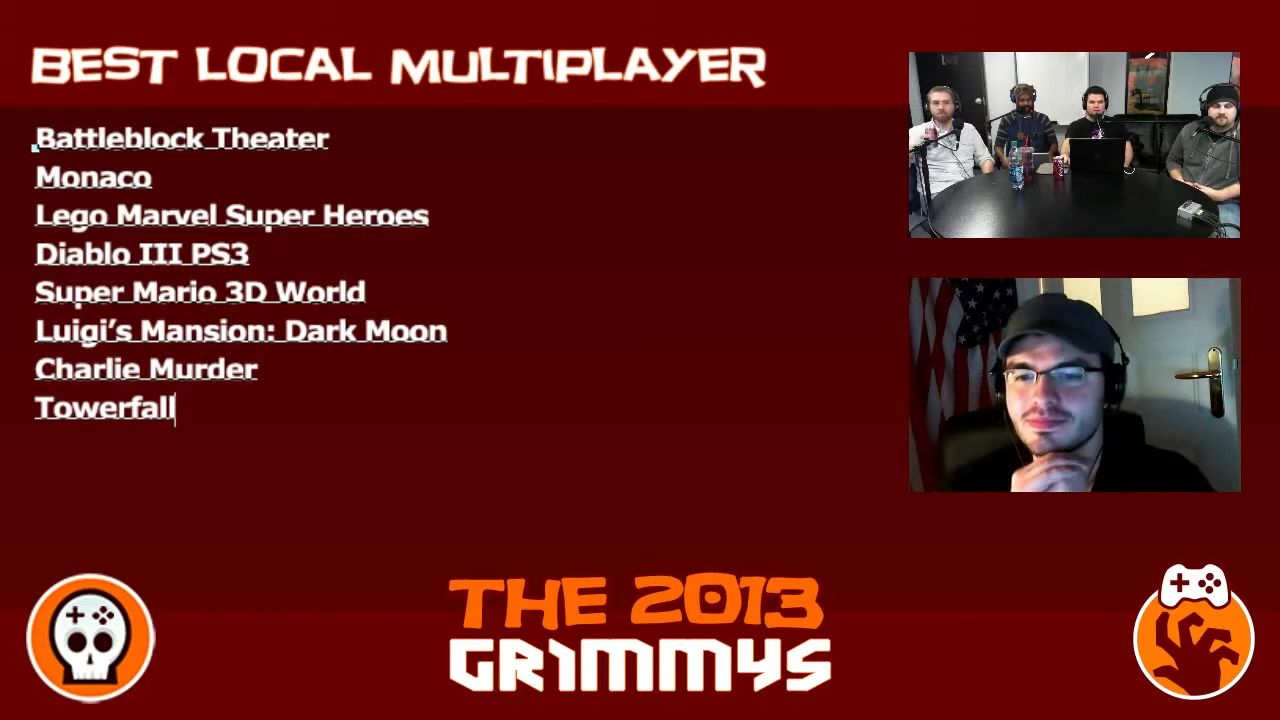 BEST LOCAL MULTIPLAYER
Battleblock Theater
Monaco
Lego Marvel Super Heroes
Diablo III PS3
Super Mario 3D World
Luigi’s Mansion: Dark Moon
Charlie Murder
Towerfall
THE 2013
GR1MM4S